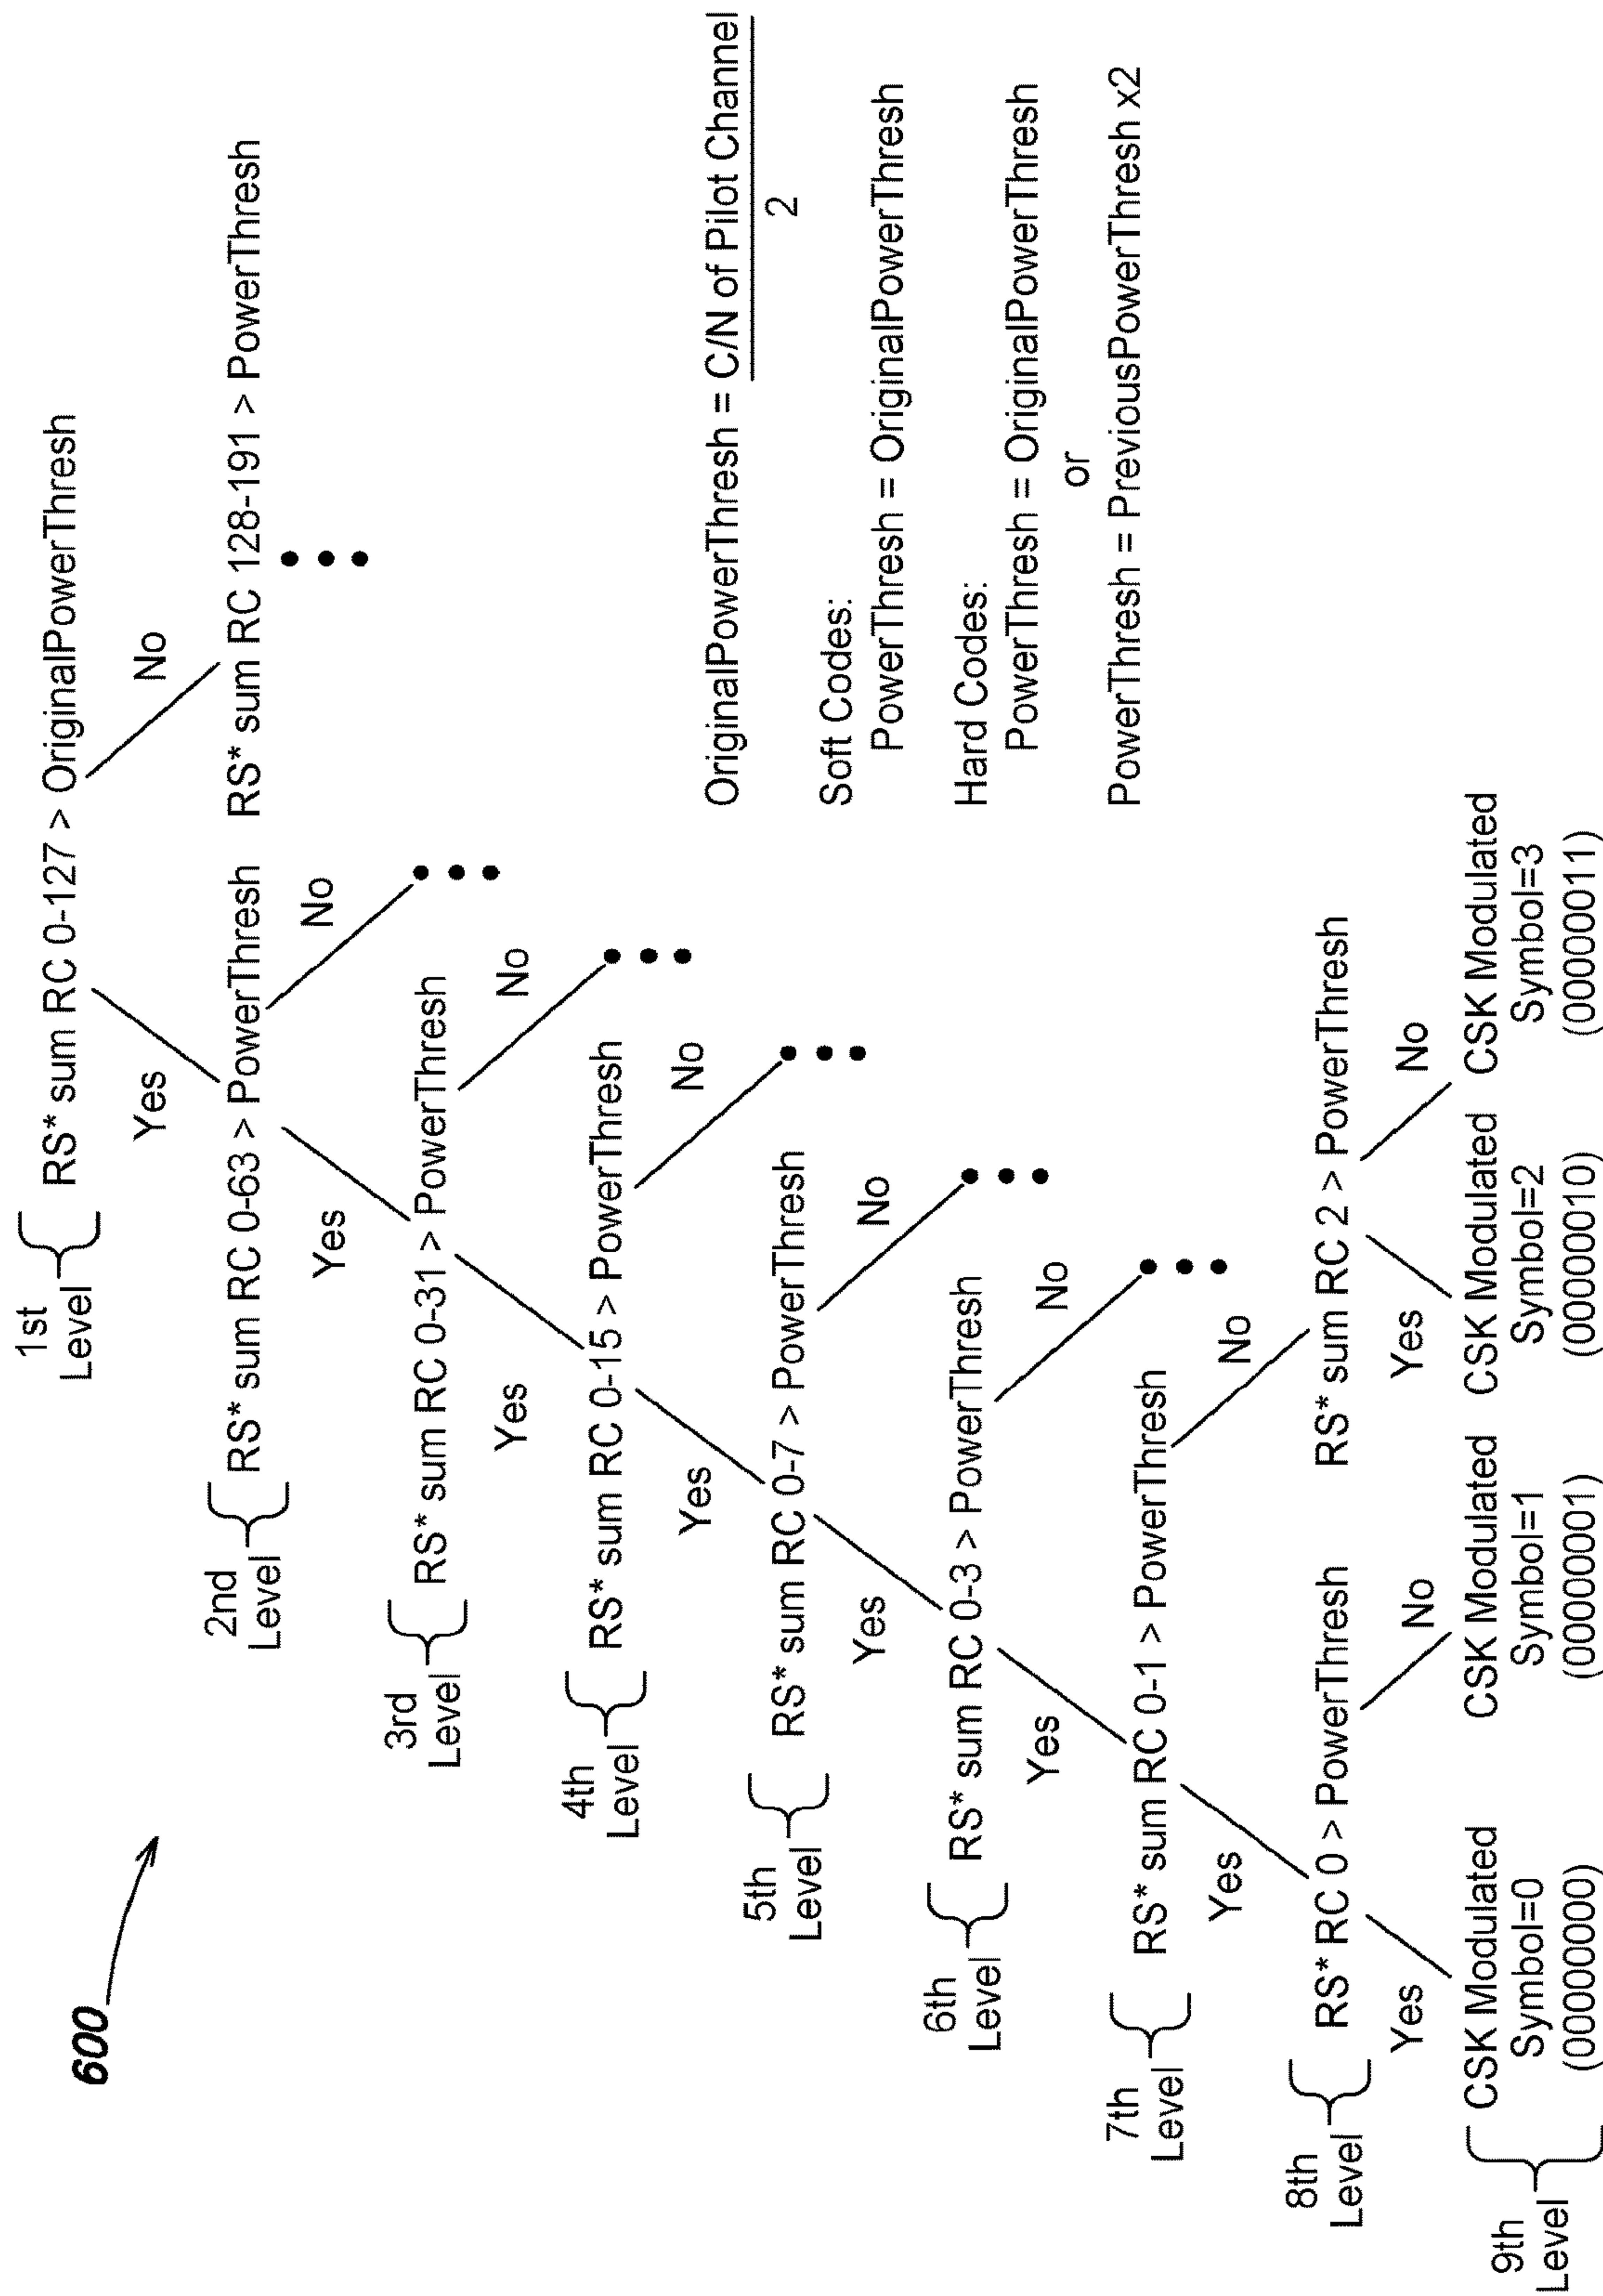 600
1st
Level
RS* sum RC 0-127 > OriginalPowerThresh
Yes
No
2nd
Level
RS* sum RC 0-63 > PowerThresh
RS* sum RC 128-191 > PowerThresh
Yes
No
3rd
Level
RS* sum RC 0-31 > PowerThresh
Yes
No
4th
Level
RS* sum RC 0-15 > PowerThresh
Yes
No
5th
Level
RS* sum RC 0-7 > PowerThresh
Yes
No
6th
Level
RS* sum RC 0-3 > PowerThresh
Yes
No
7th
Level
RS* sum RC 0-1 > PowerThresh
Yes
No
8th
Level
RS* RC 0 > PowerThresh
RS* sum RC 2 > PowerThresh
Yes
No
Yes
No
9th
Level
CSK Modulated
Symbol=0
(00000000)
CSK Modulated
Symbol=1
(00000001)
CSK Modulated
Symbol=2
(00000010)
CSK Modulated
Symbol=3
(00000011)
OriginalPowerThresh = C/N of Pilot Channel
2
Soft Codes:
PowerThresh = OriginalPowerThresh
Hard Codes:
PowerThresh = OriginalPowerThresh
or
PowerThresh = PreviousPowerThresh x2